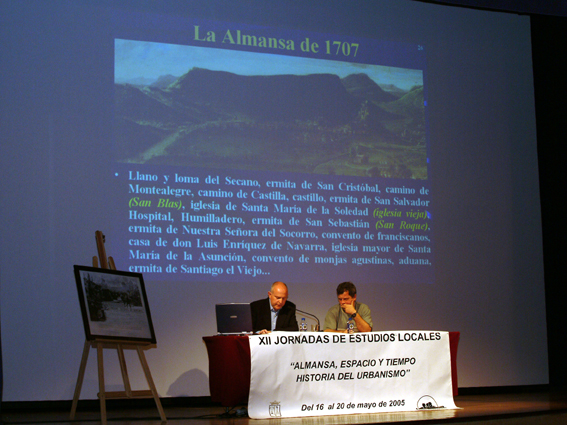 La Almansa de 1707
• Llano y loma del Secano, ermita de San Cristóbal, camino de
Montealegre, camino de Castilla, castillo, ermita de San Salvador
(San Blas), iglesia de Santa María de la Soledad (iglesia vieja),
Hospital, Humilladero, ermita de San Sebastián (San Roque),
ermita de Nuestra Señora del Socorro, convento de franciscanos,
casa de don Luis Enríquez de Navarra, iglesia mayor de Santa
María de la Asunción, convento de monjas agustinas, aduana,
ermita de Santiago el Viejo...
XII JORNADAS DE ESTUDIOS LOCALES
"ALMANSA, ESPACIO Y TIEMPO
HISTORIA DEL URBANISMO"
Del 16 al 20 de mayo de 2005